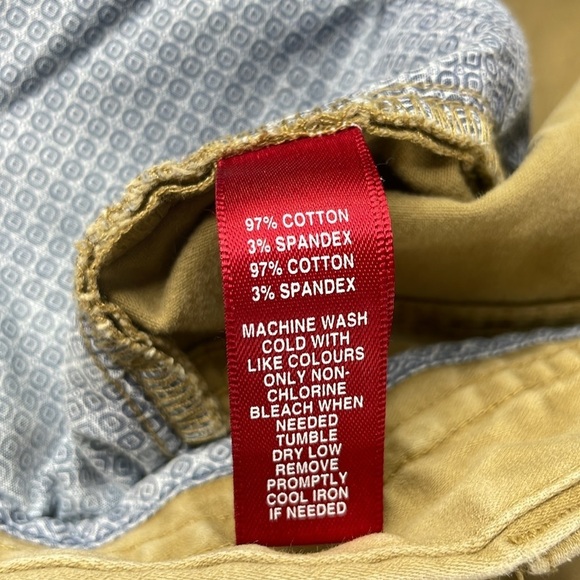 97% COTTON
3% SPANDEX
97% COTTON
3% SPANDEX
MACHINE WASH
COLD WITH
LIKE COLOURS
ONLY NON-
CHLORINE
BLEACH WHEN
NEEDED
TUMBLE
DRY LOW
REMOVE
PROMPTLY
COOL IRON
IF NEEDED